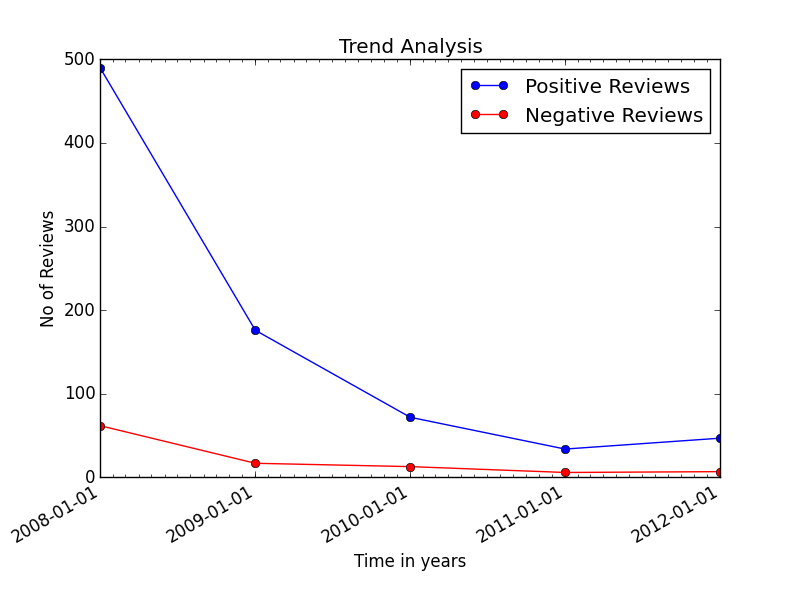 Trend Analysis
Positive Reviews
Negative Reviews
No of Reviews
500
400
300
200
100
0
2008-01-01
2009-01-01
2010-01-01
2011-01-01
2012-01-01
Time in years